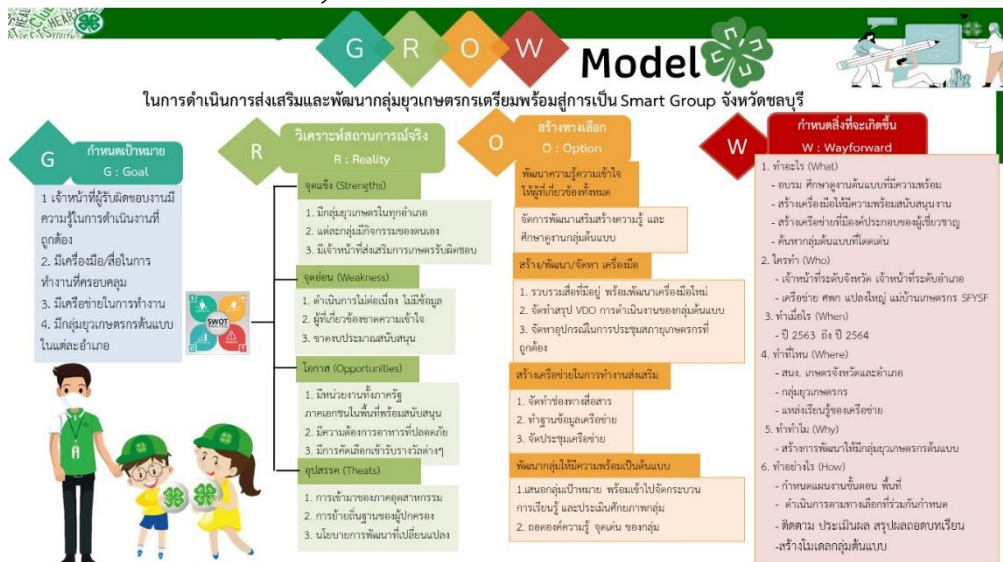 G R O W Model
ในการดำเนินการส่งเสริมและพัฒนากลุ่มยุวเกษตรกรเตรียมพร้อมสู่การเป็น Smart Group จังหวัดชลบุรี
G
กำหนดเป้าหมาย
G : Goal
1 เจ้าหน้าที่ผู้รับผิดชอบงานมี
ความรู้ในการดำเนินงานที่
ถูกต้อง
2. มีเครื่องมือ/สื่อในการ
ทำงานที่ครอบคลุม
3. มีเครือข่ายในการทำงาน
4. มีกลุ่มยุวเกษตรกรต้นแบบ
ในแต่ละอำเภอ
R
วิเคราะห์สถานการณ์จริง
R : Reality
SWOT
จุดแข็ง (Strengths)
1. มีกลุ่มยุวเกษตรในทุกอำเภอ
2. แต่ละกลุ่มมีกิจกรรมของตนเอง
3. มีเจ้าหน้าที่ส่งเสริมการเกษตรรับผิดชอบ
จุดอ่อน (Weakness)
1. ดำเนินการไม่ต่อเนื่อง ไม่มีข้อมูล
2. ผู้ที่เกี่ยวข้องขาดความเข้าใจ
3. ขาดงบประมาณสนับสนุน
โอกาส (Opportunities)
1. มีหน่วยงานทั้งภาครัฐ
ภาคเอกชนในพื้นที่พร้อมสนับสนุน
2. มีความต้องการอาหารที่ปลอดภัย
3. มีการคัดเลือกเข้ารับรางวัลต่างๆ
อุปสรรค (Theats)
1. การเข้ามาของภาคอุตสาหกรรม
2. การย้ายถิ่นฐานของผู้ปกครอง
3. นโยบายการพัฒนาที่เปลี่ยนแปลง
O
สร้างทางเลือก
O : Option
พัฒนาความรู้ความเข้าใจ
ให้ผู้ที่เกี่ยวข้องทั้งหมด
จัดการพัฒนาเสริมสร้างความรู้ และ
ศึกษาดูงานกลุ่มต้นแบบ
สร้าง/พัฒนา/จัดหา เครื่องมือ
1. รวบรวมสื่อที่มีอยู่ พร้อมพัฒนาเครื่องมือใหม่
2. จัดทำสรุป VDO การดำเนินงานของกลุ่มต้นแบบ
3. จัดหาอุปกรณ์ในการประชุมสภายุเกษตรกรที่
ถูกต้อง
สร้างเครือข่ายในการทำงานส่งเสริม
1. จัดทำช่องทางสื่อสาร
2. ทำฐานข้อมูลเครือข่าย
3. จัดประชุมเครือข่าย
พัฒนากลุ่มให้มีความพร้อมเป็นต้นแบบ
1.เสนอกลุ่มเป้าหมาย พร้อมเข้าไปจัดกระบวน
การเรียนรู้ และประเมินศักยภาพกลุ่ม
2. ถอดองค์ความรู้ จุดเด่น ของกลุ่ม
W
กำหนดสิ่งที่จะเกิดขึ้น
W : Wayforward
1. ทำอะไร (What)
- อบรม ศึกษาดูงานต้นแบบที่มีความพร้อม
- สร้างเครื่องมือให้มีความพร้อมสนับสนุนงาน
- สร้างเครือข่ายที่มีองค์ประกอบของผู้เชี่ยวชาญ
- ค้นหากลุ่มต้นแบบที่โดดเด่น
2. ใครทำ (Who)
- เจ้าหน้าที่ระดับจังหวัด เจ้าหน้าที่ระดับอำเภอ
- เครือข่าย ศพก แปลงใหญ่ แม่บ้านเกษตรกร SFYSF
3. ทำเมื่อไร (When)
- ปี 2563 ถึง ปี 2564
4. ทำที่ไหน (Where)
- สนง. เกษตรจังหวัดและอำเภอ
- กลุ่มยุวเกษตรกร
- แหล่งเรียนรู้ของเครือข่าย
5. ทำทำไม (Why)
- สร้างการพัฒนาให้มีกลุ่มยุวเกษตรกรต้นแบบ
6. ทำอย่างไร (How)
- กำหนดแผนงานขั้นตอน พื้นที่
- ดำเนินการตามทางเลือกที่ร่วมกันกำหนด
- ติดตาม ประเมินผล สรุปผลถอดบทเรียน
-สร้างโมเดลกลุ่มต้นแบบ